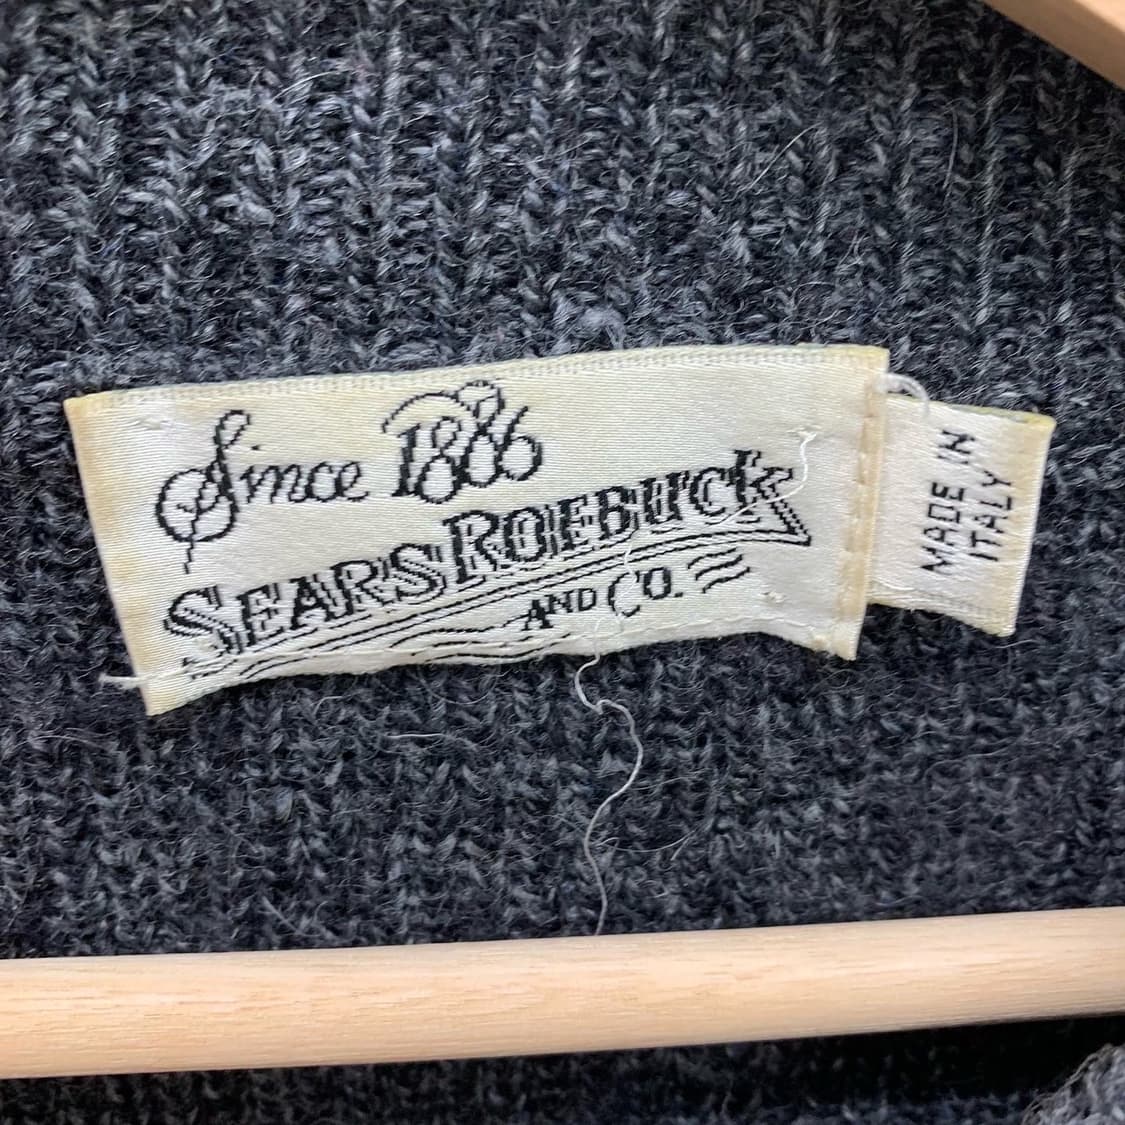 Since 1886
SEARS ROEBUCK
AND CO.
MADE IN
ITALY